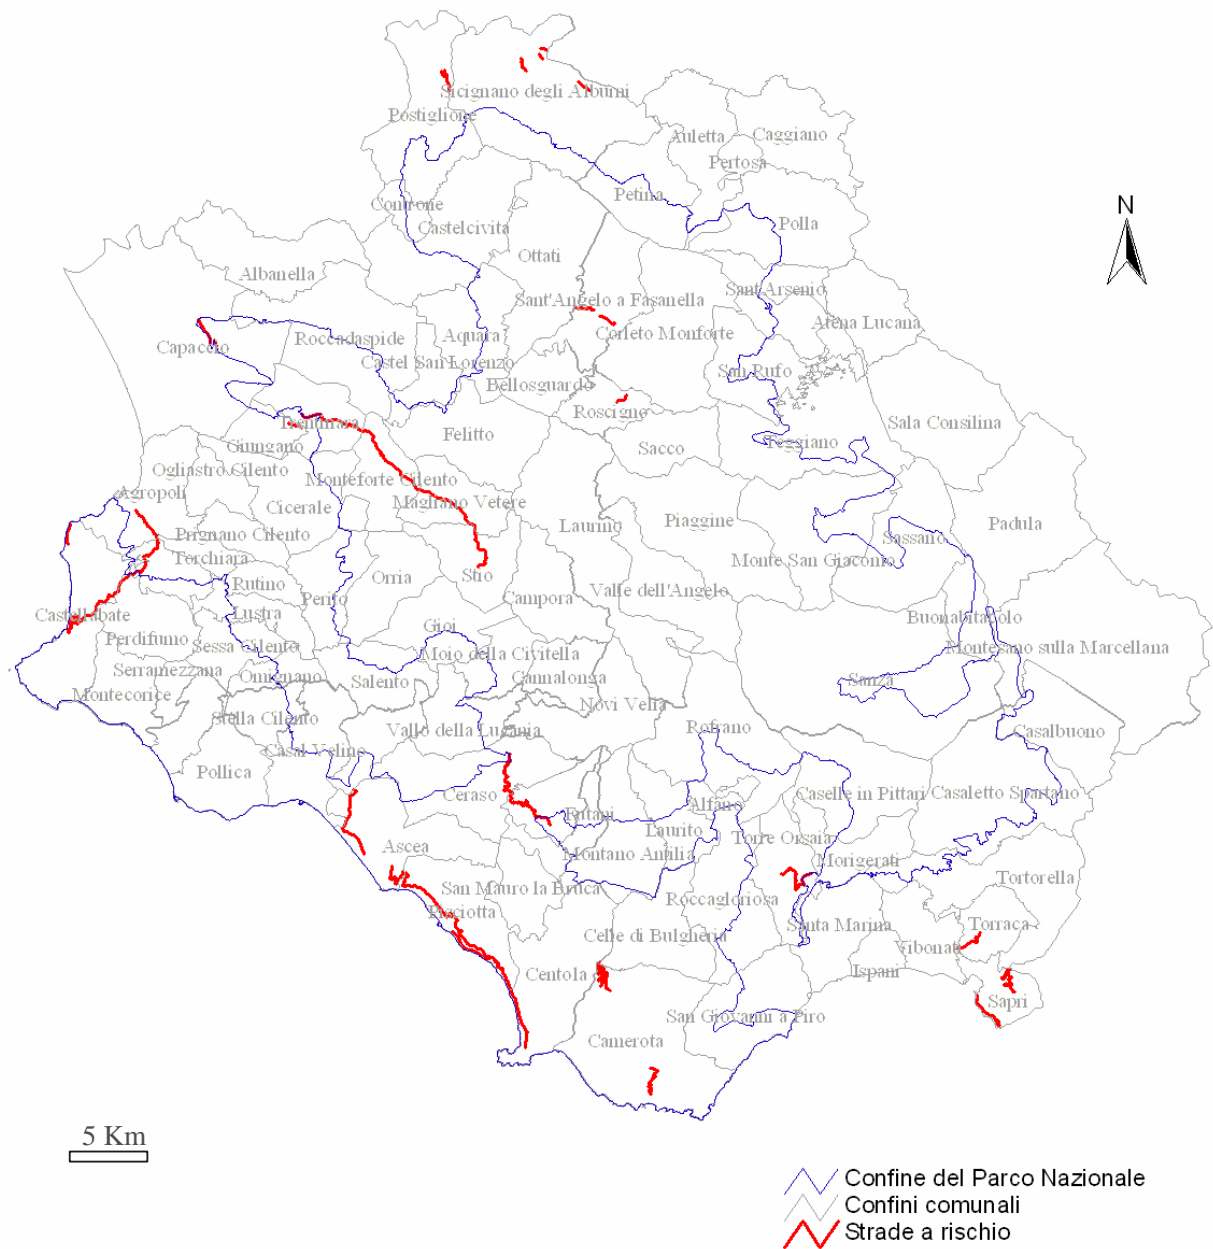 Sicignano degli Alburni
Postiglione
Auletta
Caggiano
Pertosa
Petina
Controne
Castelcivita
Polla
N
Ottati
Albanella
Sant'Arsenio
Sant'Angelo a Fasanella
Atena Lucana
Corleto Monforte
Roccadaspide
Aquara
Capaccio
Castel San Lorenzo
San Rufo
Bellosguardo
Roscigno
Trentinara
Sala Consilina
Felitto
Teggiano
Giungano
Sacco
Ogliastro Cilento
Monteforte Cilento
Agropoli
Magliano Vetere
Cicerale
Laurino
Piaggine
Padula
Prignano Cilento
Sassano
Torchiara
Monte San Giacomo
Rutino
Orria
Stio
Valle dell'Angelo
Perito
Campora
Castellabate
Lustra
Buonabitacolo
Gioi
Perdifumo
Sessa Cilento
Montesano sulla Marcellana
Moio della Civitella
Serramezzana
Omignano
Salento
Cannalonga
Sanza
Montecorice
Novi Velia
Stella Cilento
Rofrano
Vallo della Lucania
Casalbuono
Casal Velino
Pollica
Ceraso
Caselle in Pittari
Casaletto Spartano
Alfano
Futani
Laurito
Torre Orsaia
Ascea
Montano Antilia
Morigerati
San Mauro la Bruca
Tortorella
Roccagloriosa
Pisciotta
Santa Marina
Torraca
Celle di Bulgheria
Vibonati
Centola
Ispani
Sapri
San Giovanni a Piro
Camerota
5 Km
Confine del Parco Nazionale
Confini comunali
Strade a rischio